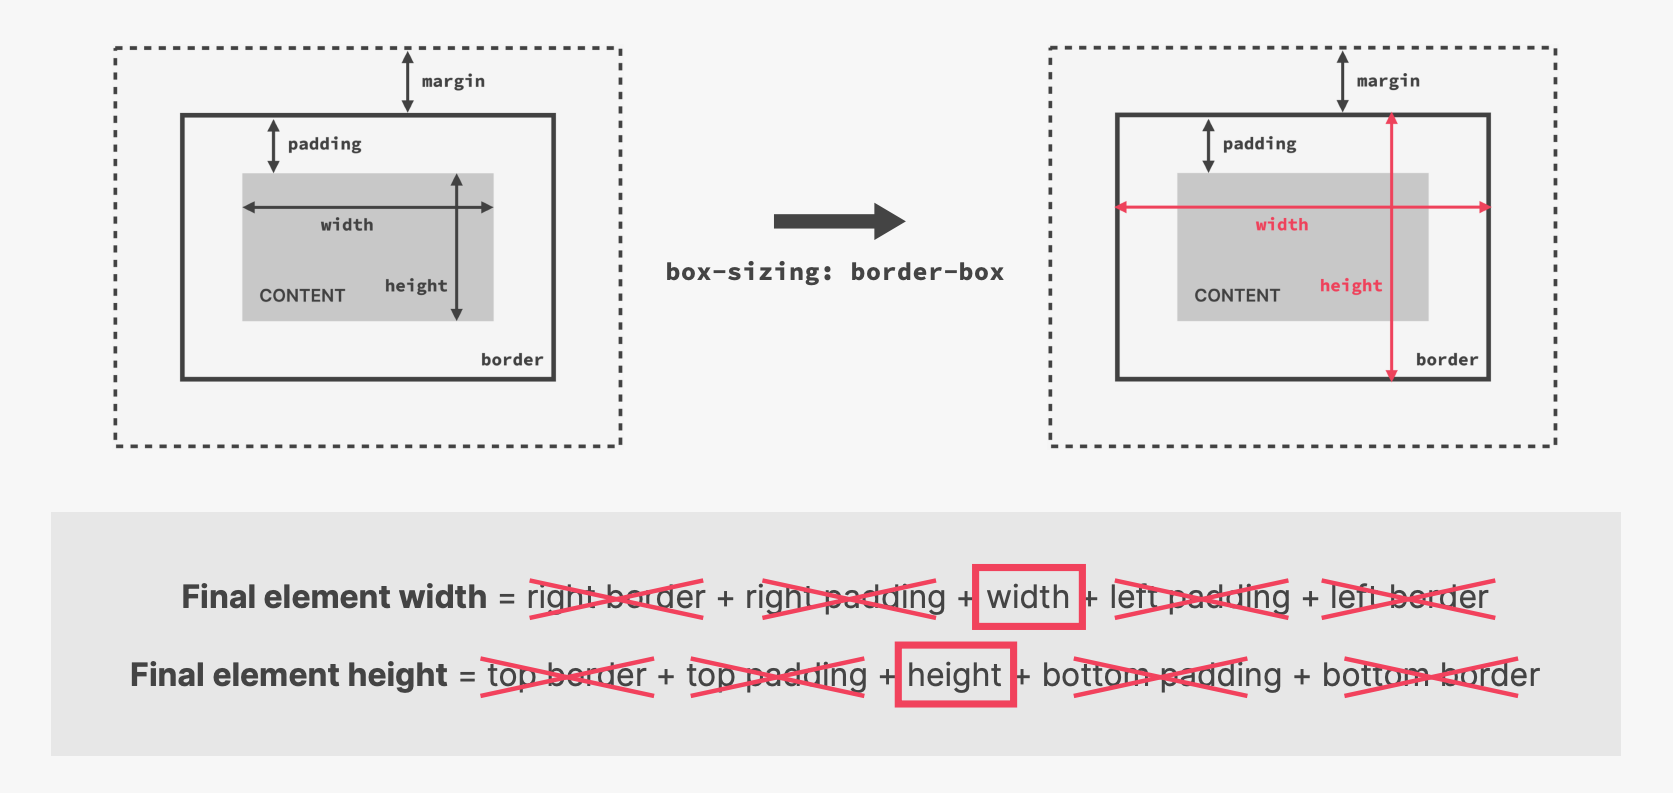 margin
padding
width
height
CONTENT
border
box-sizing: border-box
margin
padding
width
height
CONTENT
border
Final element width = right border + right padding + width + left padding + left border
Final element height = top border + top padding + height + bottom padding + bottom border